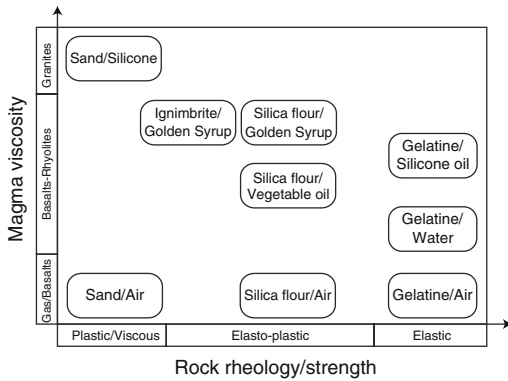 Magma viscosity
Granites
Basalts-Rhyolites
Gas/Basalts
Sand/Silicone
Ignimbrite/
Golden Syrup
Silica flour/
Golden Syrup
Gelatine/
Silicone oil
Silica flour/
Vegetable oil
Gelatine/
Water
Sand/Air
Silica flour/Air
Gelatine/Air
Plastic/Viscous
Elasto-plastic
Elastic
Rock rheology/strength